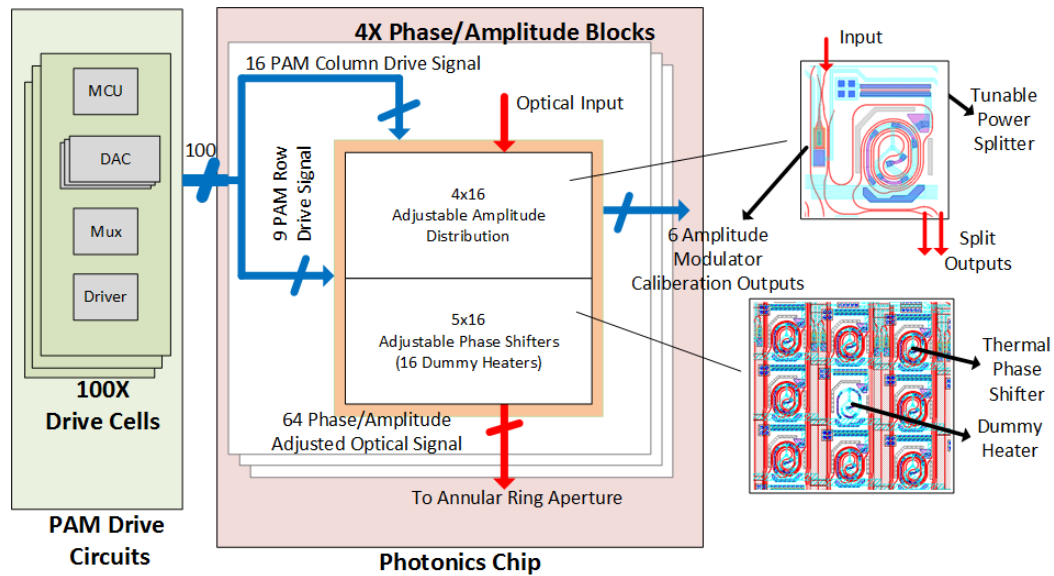 MCU
DAC
Mux
Driver
100X
Drive Cells
PAM Drive
Circuits
100
4X Phase/Amplitude Blocks
16 PAM Column Drive Signal
Optical Input
9 PAM Row
Drive Signal
4x16
Adjustable Amplitude
Distribution
5x16
Adjustable Phase Shifters
(16 Dummy Heaters)
6 Amplitude
Modulator
Caliberation Outputs
64 Phase/Amplitude
Adjusted Optical Signal
To Annular Ring Aperture
Photonics Chip
Input
Tunable
Power
Splitter
Split
Outputs
Thermal
Phase
Shifter
Dummy
Heater